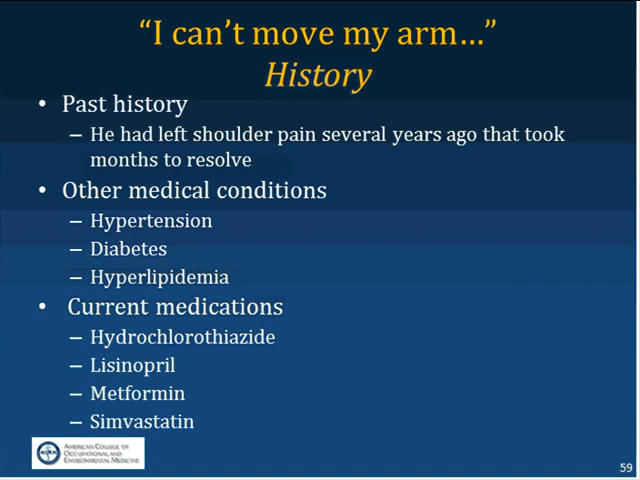 “I can’t move my arm…”
History
• Past history
– He had left shoulder pain several years ago that took
months to resolve
• Other medical conditions
– Hypertension
– Diabetes
– Hyperlipidemia
• Current medications
– Hydrochlorothiazide
– Lisinopril
– Metformin
– Simvastatin
AMERICAN COLLEGE OF
OCCUPATIONAL AND
ENVIRONMENTAL MEDICINE
59